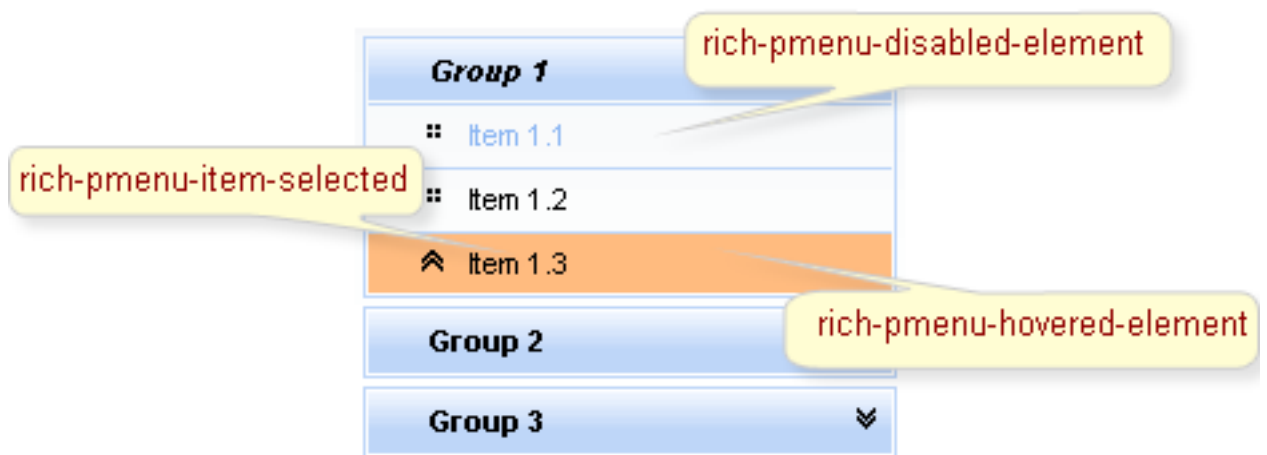 rich-pmenu-disabled-element
Group 1
Item 1.1
rich-pmenu-item-selected
Item 1.2
Item 1.3
rich-pmenu-hovered-element
Group 2
Group 3